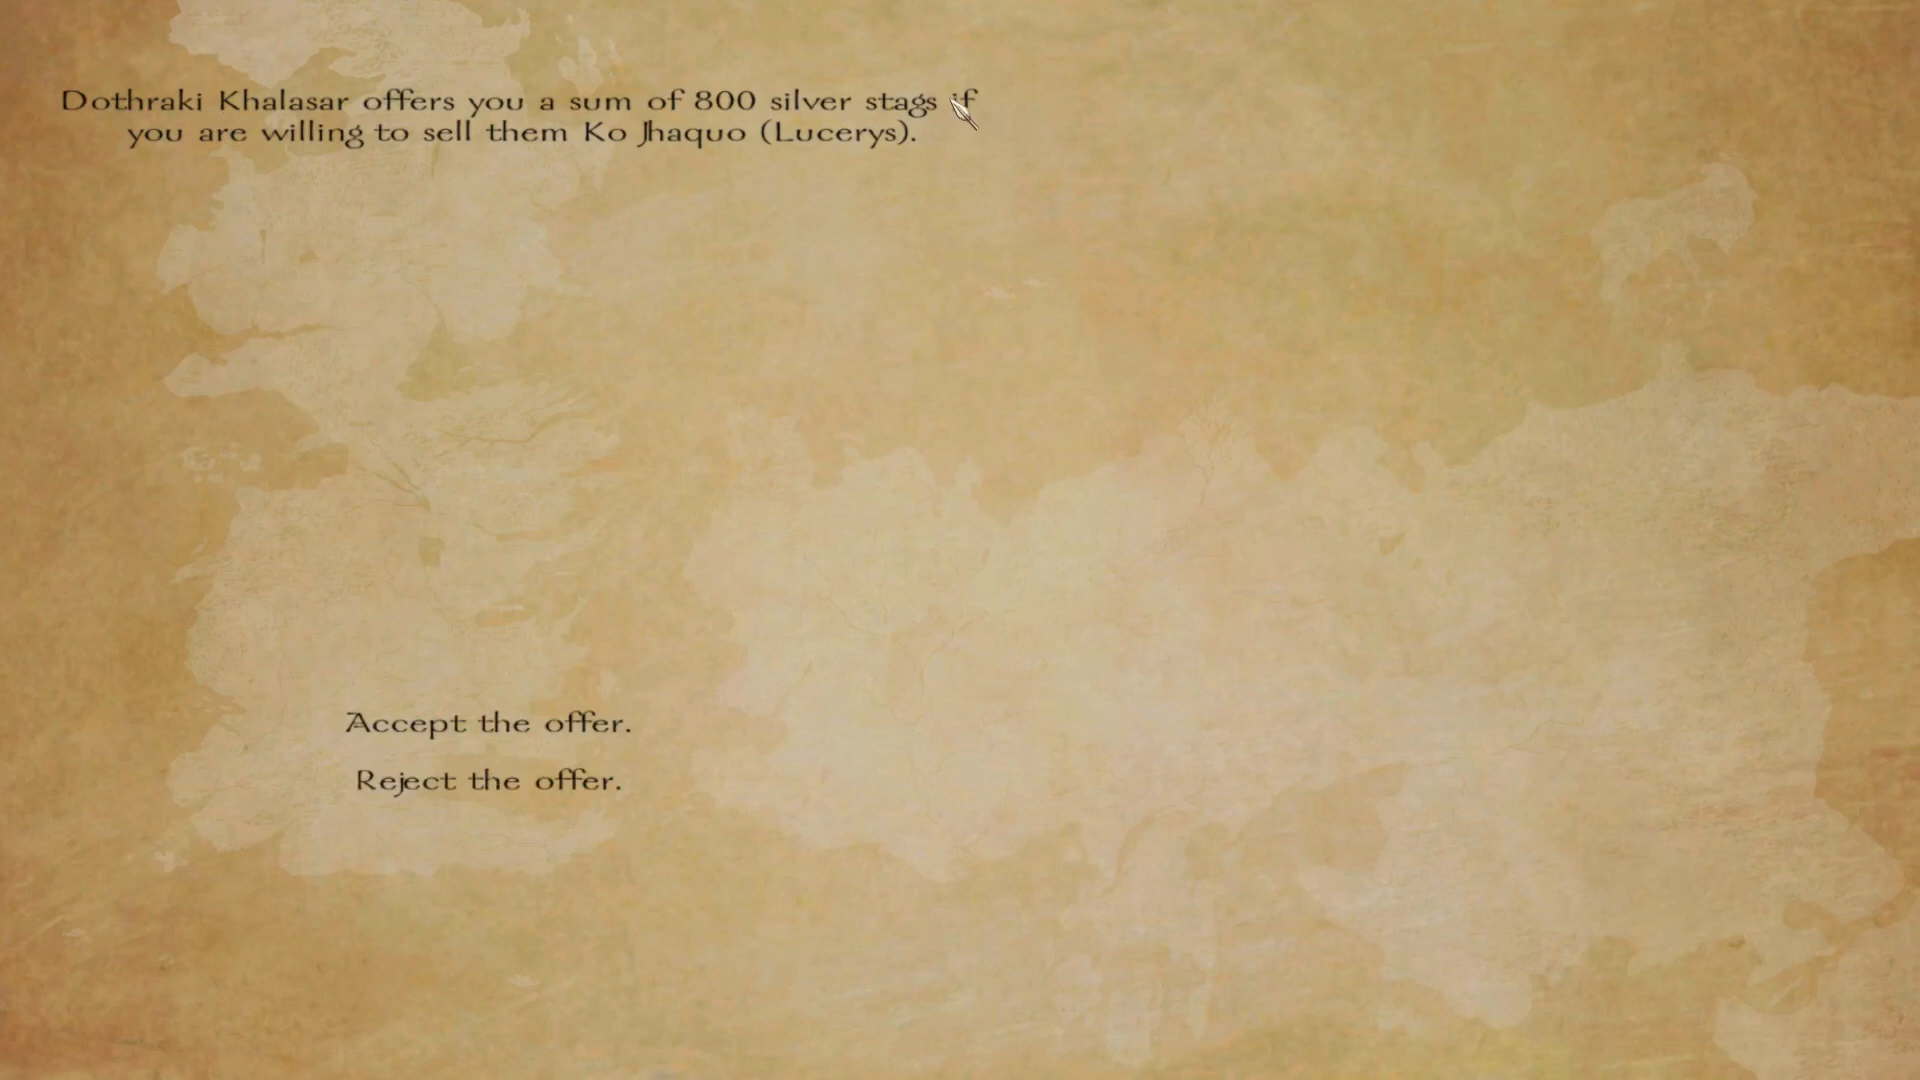 Dothraki Khalasar offers you a sum of 800 silver stags if
you are willing to sell them Ko Jhaquo (Lucerys).
Accept the offer.
Reject the offer.